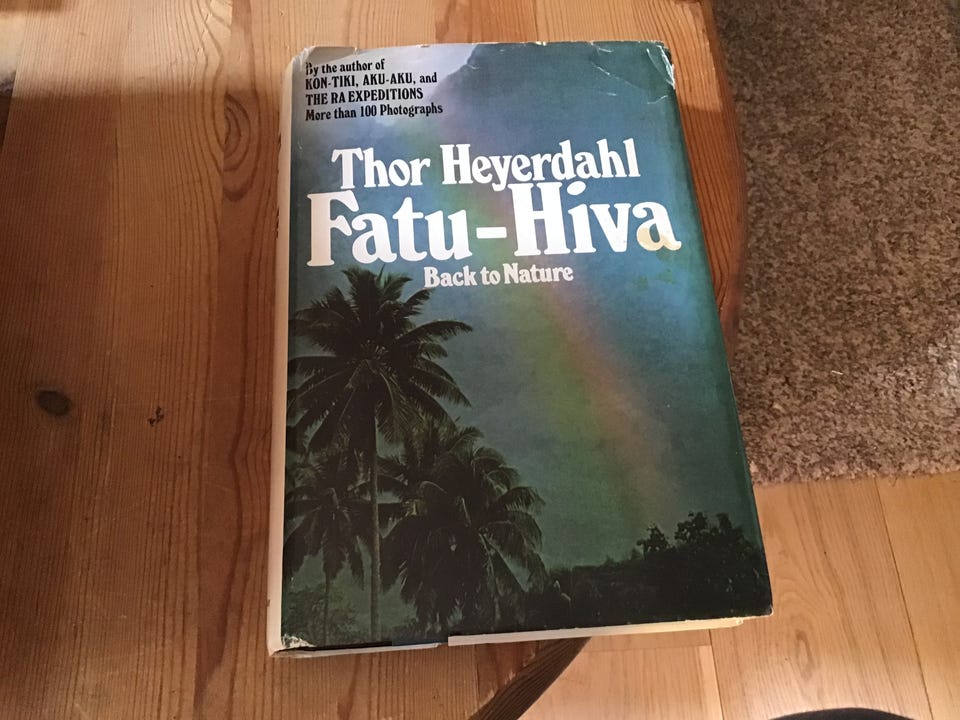 By the author of
KON-TIKI, AKU-AKU, and
THE RA EXPEDITIONS
More than 100 Photographs
Thor Heyerdahl
Fatu-Hiva
Back to Nature